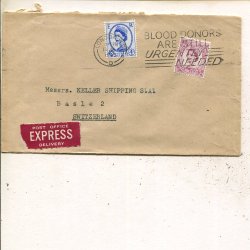 BLOOD DONORS
ARE STILL
URGENTLY
NEEDED
Messrs. KELLER SHIPPING S.A.
Basle 2
SWITZERLAND
POST OFFICE
EXPRESS
DELIVERY